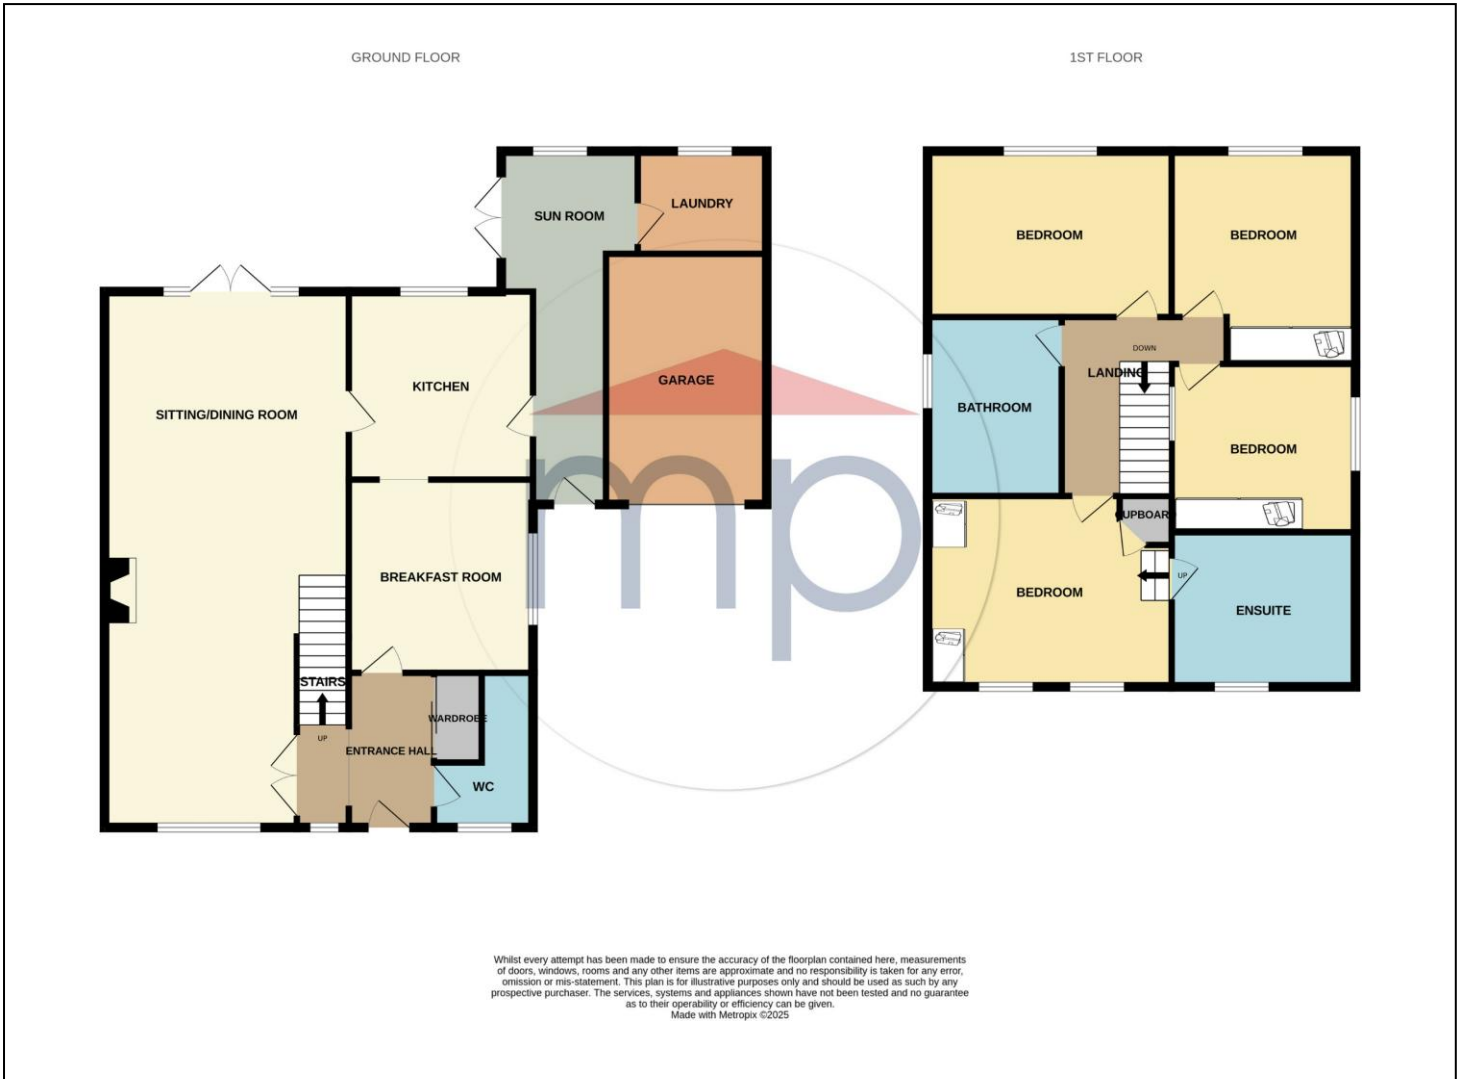 GROUND FLOOR
1ST FLOOR
SUN ROOM
LAUNDRY
KITCHEN
GARAGE
SITTING/DINING ROOM
BREAKFAST ROOM
STAIRS
UP
WARDROBE
ENTRANCE HALL
WC
BEDROOM
BEDROOM
DOWN
LANDING
BATHROOM
BEDROOM
CUPBOARD
UP
BEDROOM
ENSUITE
mp
Whilst every attempt has been made to ensure the accuracy of the floorplan contained here, measurements
of doors, windows, rooms and any other items are approximate and no responsibility is taken for any error,
omission or mis-statement. This plan is for illustrative purposes only and should be used as such by any
prospective purchaser. The services, systems and appliances shown have not been tested and no guarantee
as to their operability or efficiency can be given.
Made with Metropix ©2025